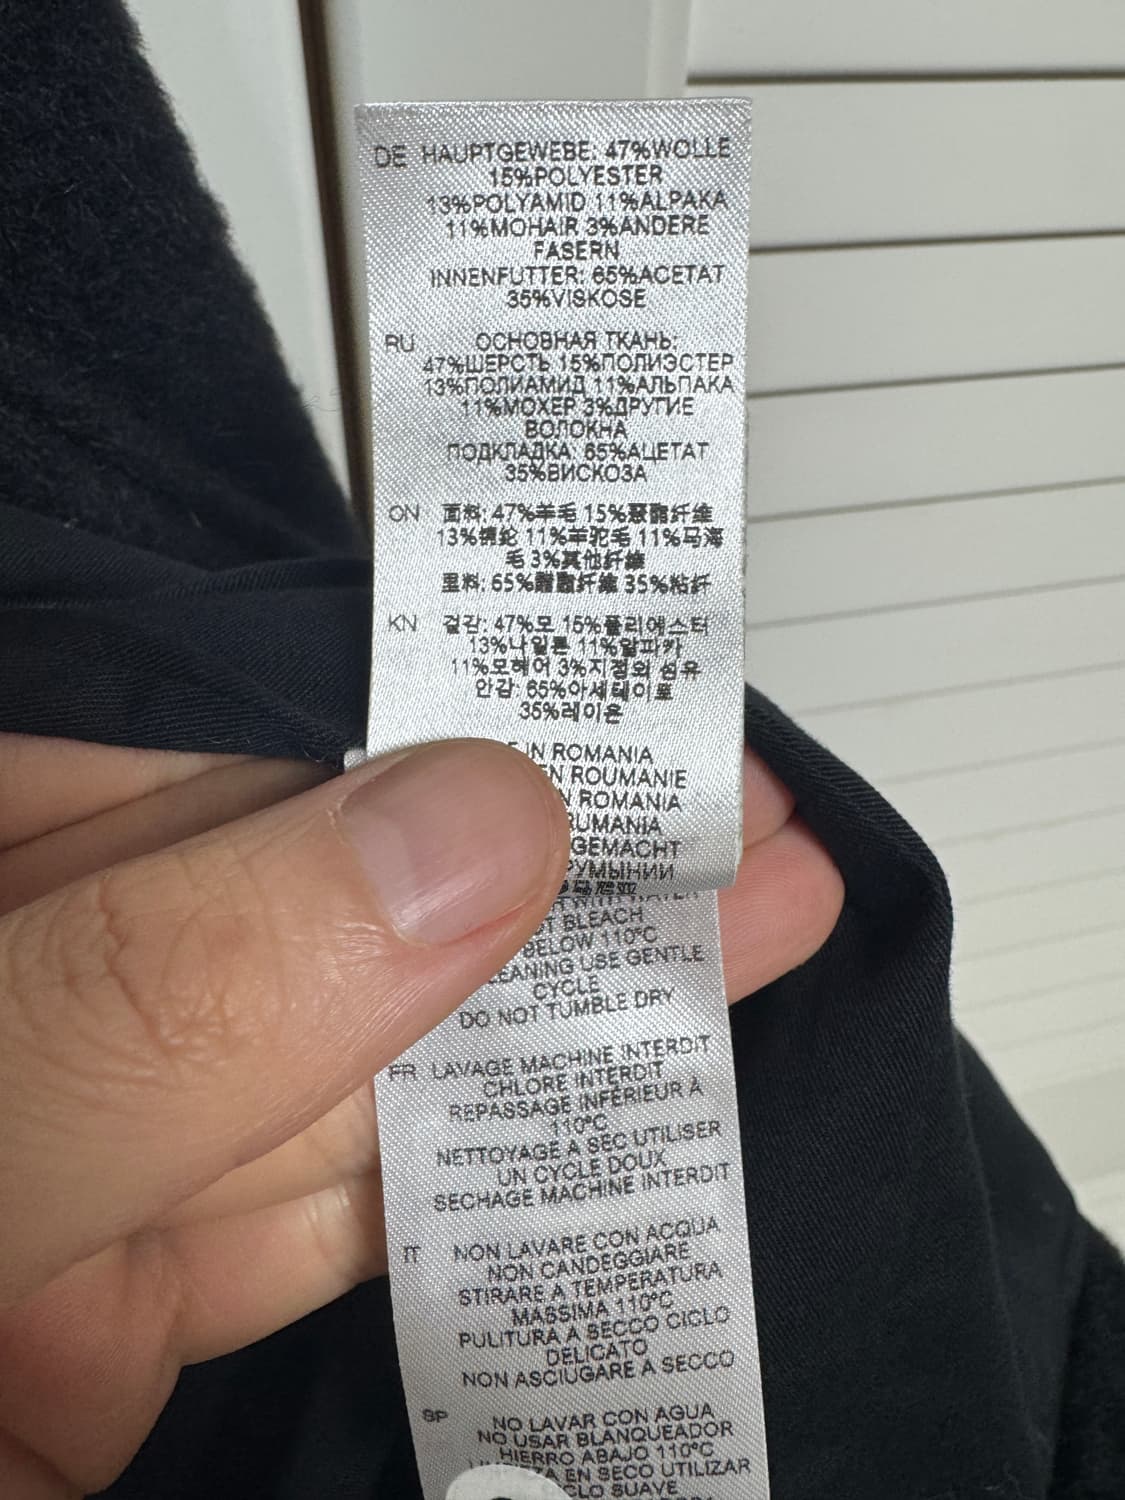 DE HAUPTGEWEBE: 47%WOLLE
15%POLYESTER
13%POLYAMID 11%ALPAKA
11%MOHAIR 3%ANDERE
FASERN
INNENFUTTER: 65%ACETAT
35%VISKOSE
RU ОСНОВНАЯ ТКАНЬ:
47%ШЕРСТЬ 15%ПОЛИЭСТЕР
13%ПОЛИАМИД 11%АЛЬПАКА
11%МОХЕР 3%ДРУГИЕ
ВОЛОКНА
ПОДКЛАДКА: 65%АЦЕТАТ
35%ВИСКОЗА
CN 面料: 47%羊毛 15%聚酯纤维
13%锦纶 11%羊驼毛 11%马海
毛 3%其他纤维
里料: 65%醋酯纤维 35%粘纤
KN 겉감: 47%모 15%폴리에스터
13%나일론 11%알파카
11%모헤어 3%지정외 섬유
안감: 65%아세테이트
35%레이온
IN ROMANIA
EN ROUMANIE
ROMANIA
RUMANIA
GEMACHT
РУМЫНИИ
WITH WATER
BLEACH
BELOW 110°C
CLEANING USE GENTLE
CYCLE
DO NOT TUMBLE DRY
FR LAVAGE MACHINE INTERDIT
CHLORE INTERDIT
REPASSAGE INFÉRIEUR À
110°C
NETTOYAGE A SEC UTILISER
UN CYCLE DOUX
SECHAGE MACHINE INTERDIT
IT NON LAVARE CON ACQUA
NON CANDEGGIARE
STIRARE A TEMPERATURA
MASSIMA 110°C
PULITURA A SECCO CICLO
DELICATO
NON ASCIUGARE A SECCO
SP NO LAVAR CON AGUA
NO USAR BLANQUEADOR
HIERRO ABAJO 110°C
EN SECO UTILIZAR
SUAVE